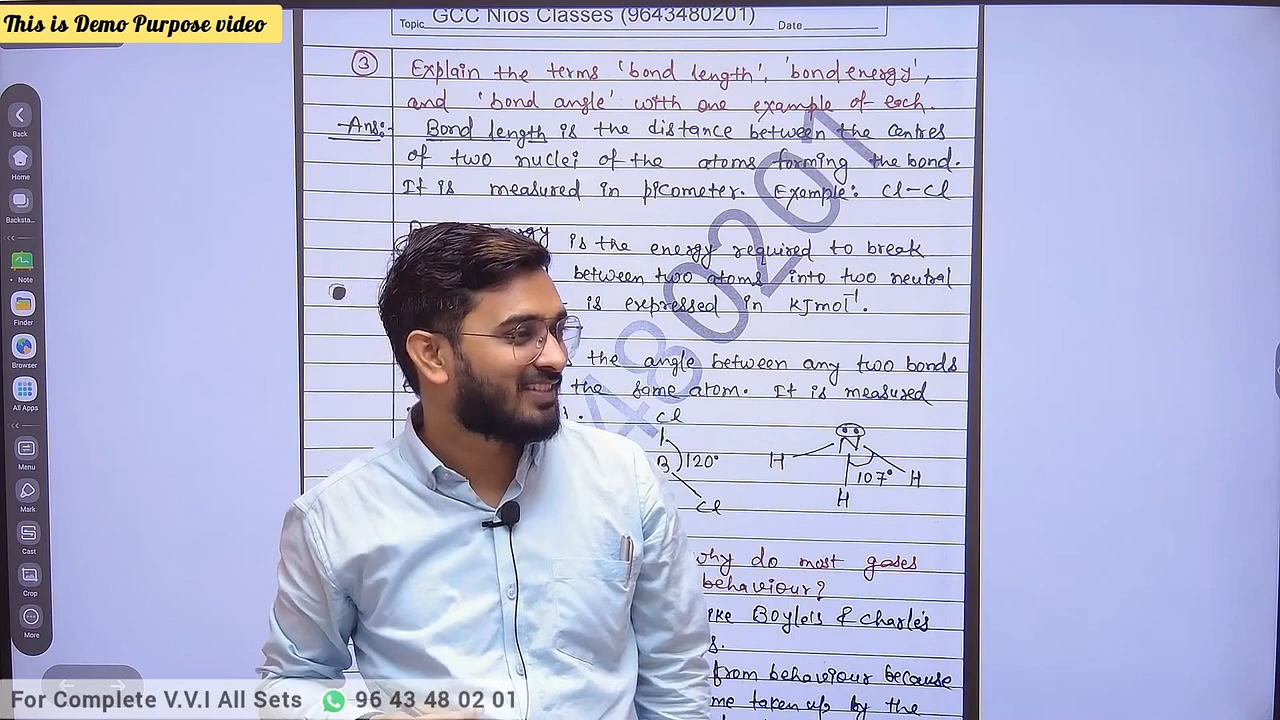 This is Demo Purpose video
GCC Nios Classes (9643480201)
Topic Date
3 Explain the terms 'bond length', 'bond energy',
and 'bond angle' with one example of each.
Ans:- Bond length is the distance between the centres
of two nuclei of the atoms forming the bond.
It is measured in picometer. Example: Cl-Cl
is the energy required to break
between two atoms into two neutral
is expressed in KJmol⁻¹.
the angle between any two bonds
the same atom. It is measured
Cl
B 120°
Cl
N
H
H
H
107°
why do most gases
behaviour?
Boyle's & charle's
from behaviour because
taken up by the
480201
Back
Home
Backsta...
Note
Finder
Browser
All Apps
Menu
Mark
Cast
Crop
More
For Complete V.V.I All Sets 96 43 48 02 01